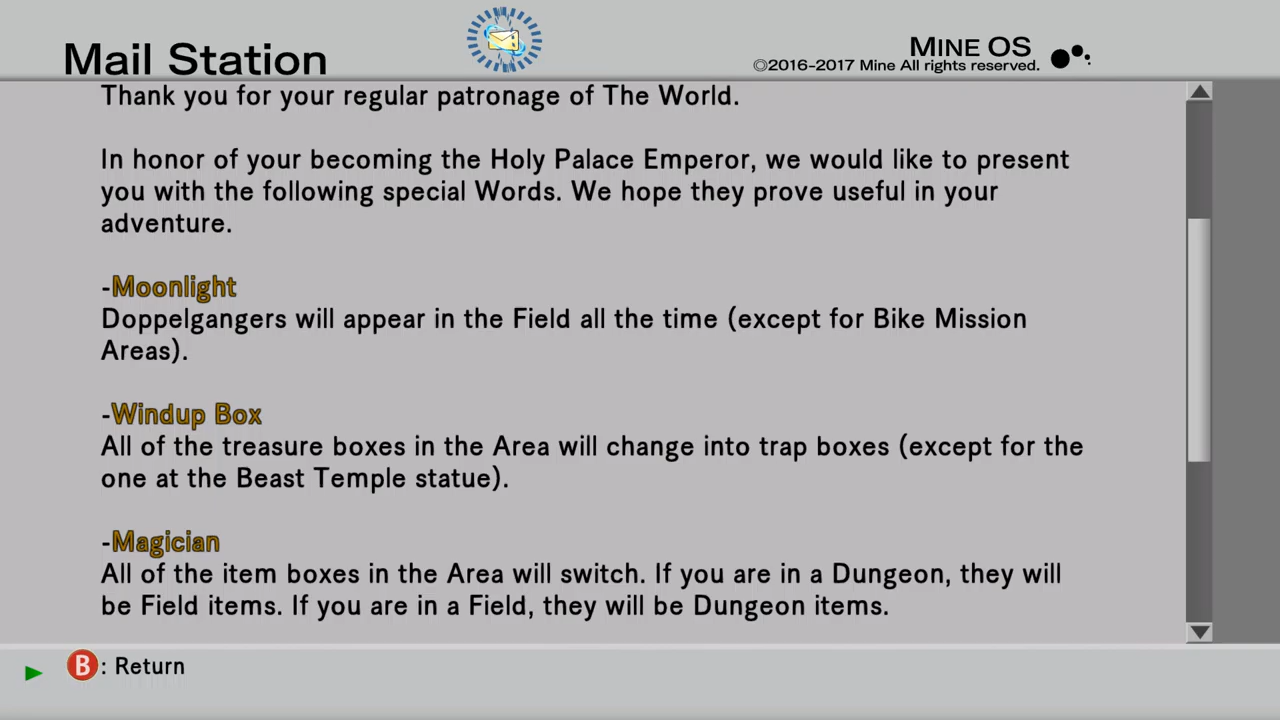 Mail Station
MINE OS
©2016-2017 Mine All rights reserved.
Thank you for your regular patronage of The World.
In honor of your becoming the Holy Palace Emperor, we would like to present
you with the following special Words. We hope they prove useful in your
adventure.
-Moonlight
Doppelgangers will appear in the Field all the time (except for Bike Mission
Areas).
-Windup Box
All of the treasure boxes in the Area will change into trap boxes (except for the
one at the Beast Temple statue).
-Magician
All of the item boxes in the Area will switch. If you are in a Dungeon, they will
be Field items. If you are in a Field, they will be Dungeon items.
B: Return